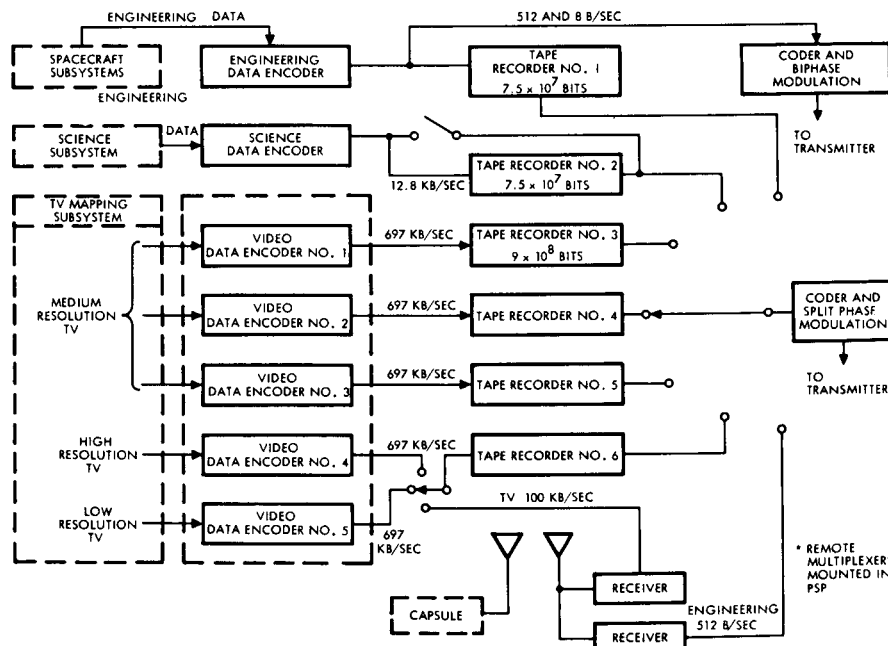 ENGINEERING DATA
512 AND 8 B/SEC
SPACECRAFT
SUBSYSTEMS
ENGINEERING
DATA ENCODER
TAPE
RECORDER NO. 1
7.5 x 10^7 BITS
CODER AND
BIPHASE
MODULATION
ENGINEERING
TO
TRANSMITTER
SCIENCE
SUBSYSTEM
DATA
SCIENCE
DATA ENCODER
12.8 KB/SEC
TAPE RECORDER NO. 2
7.5 x 10^7 BITS
TV MAPPING
SUBSYSTEM
VIDEO
DATA ENCODER NO. 1
697 KB/SEC
TAPE RECORDER NO. 3
9 x 10^8 BITS
MEDIUM
RESOLUTION
TV
VIDEO
DATA ENCODER NO. 2
697 KB/SEC
TAPE RECORDER NO. 4
CODER AND
SPLIT PHASE
MODULATION
VIDEO
DATA ENCODER NO. 3
697 KB/SEC
TAPE RECORDER NO. 5
TO
TRANSMITTER
HIGH
RESOLUTION
TV
VIDEO
DATA ENCODER NO. 4
697 KB/SEC
TAPE RECORDER NO. 6
LOW
RESOLUTION
TV
VIDEO
DATA ENCODER NO. 5
697
KB/SEC
TV 100 KB/SEC
* REMOTE
MULTIPLEXER
MOUNTED IN
PSP
CAPSULE
RECEIVER
RECEIVER
ENGINEERING
512 B/SEC